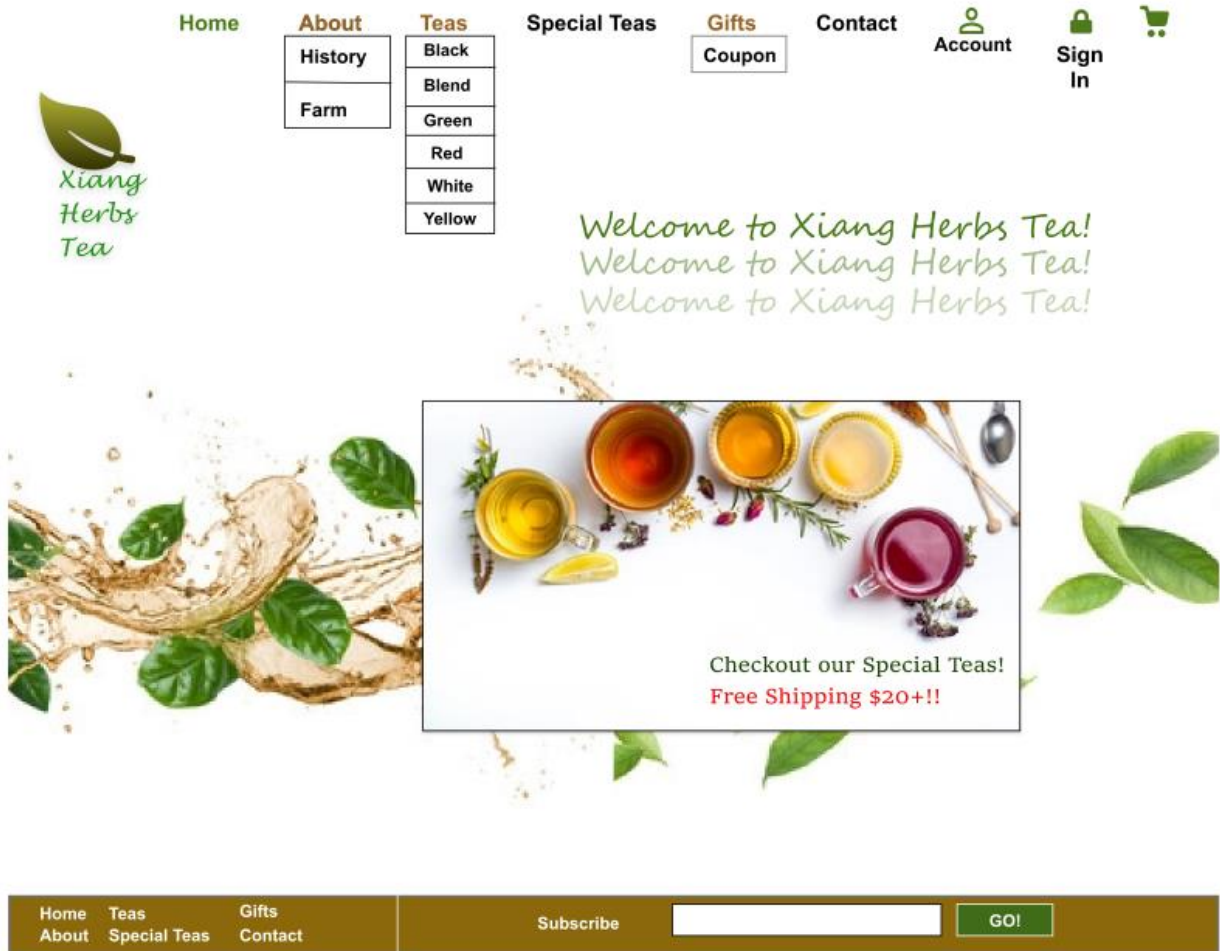 Home About Teas Special Teas Gifts Contact
Account
Sign
In
History
Farm
Black
Blend
Green
Red
White
Yellow
Coupon
Xiang
Herbs
Tea
Welcome to Xiang Herbs Tea!
Welcome to Xiang Herbs Tea!
Welcome to Xiang Herbs Tea!
Checkout our Special Teas!
Free Shipping $20+!!
Home Teas Gifts
About Special Teas Contact
Subscribe
GO!